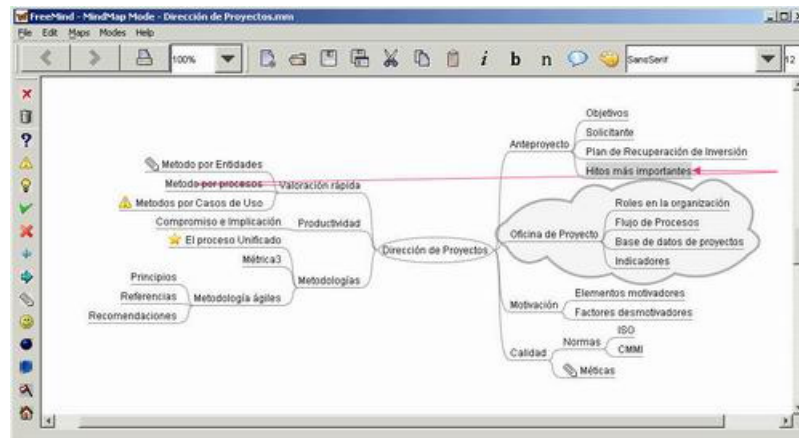 FreeMind - MindMap Mode - Dirección de Proyectos.mm
File Edit Maps Modes Help
100%
i b n
SansSerif
12
Metodo por Entidades
Metodo por procesos
Metodos por Casos de Uso
Valoración rápida
Compromiso e Implicación
El proceso Unificado
Productividad
Métrica3
Principios
Referencias
Recomendaciones
Metodología ágiles
Metodologías
Dirección de Proyectos
Anteproyecto
Objetivos
Solicitante
Plan de Recuperación de Inversión
Hitos más importantes
Oficina de Proyecto
Roles en la organización
Flujo de Procesos
Base de datos de proyectos
Indicadores
Motivación
Elementos motivadores
Factores desmotivadores
Calidad
Normas
ISO
CMMI
Méticas